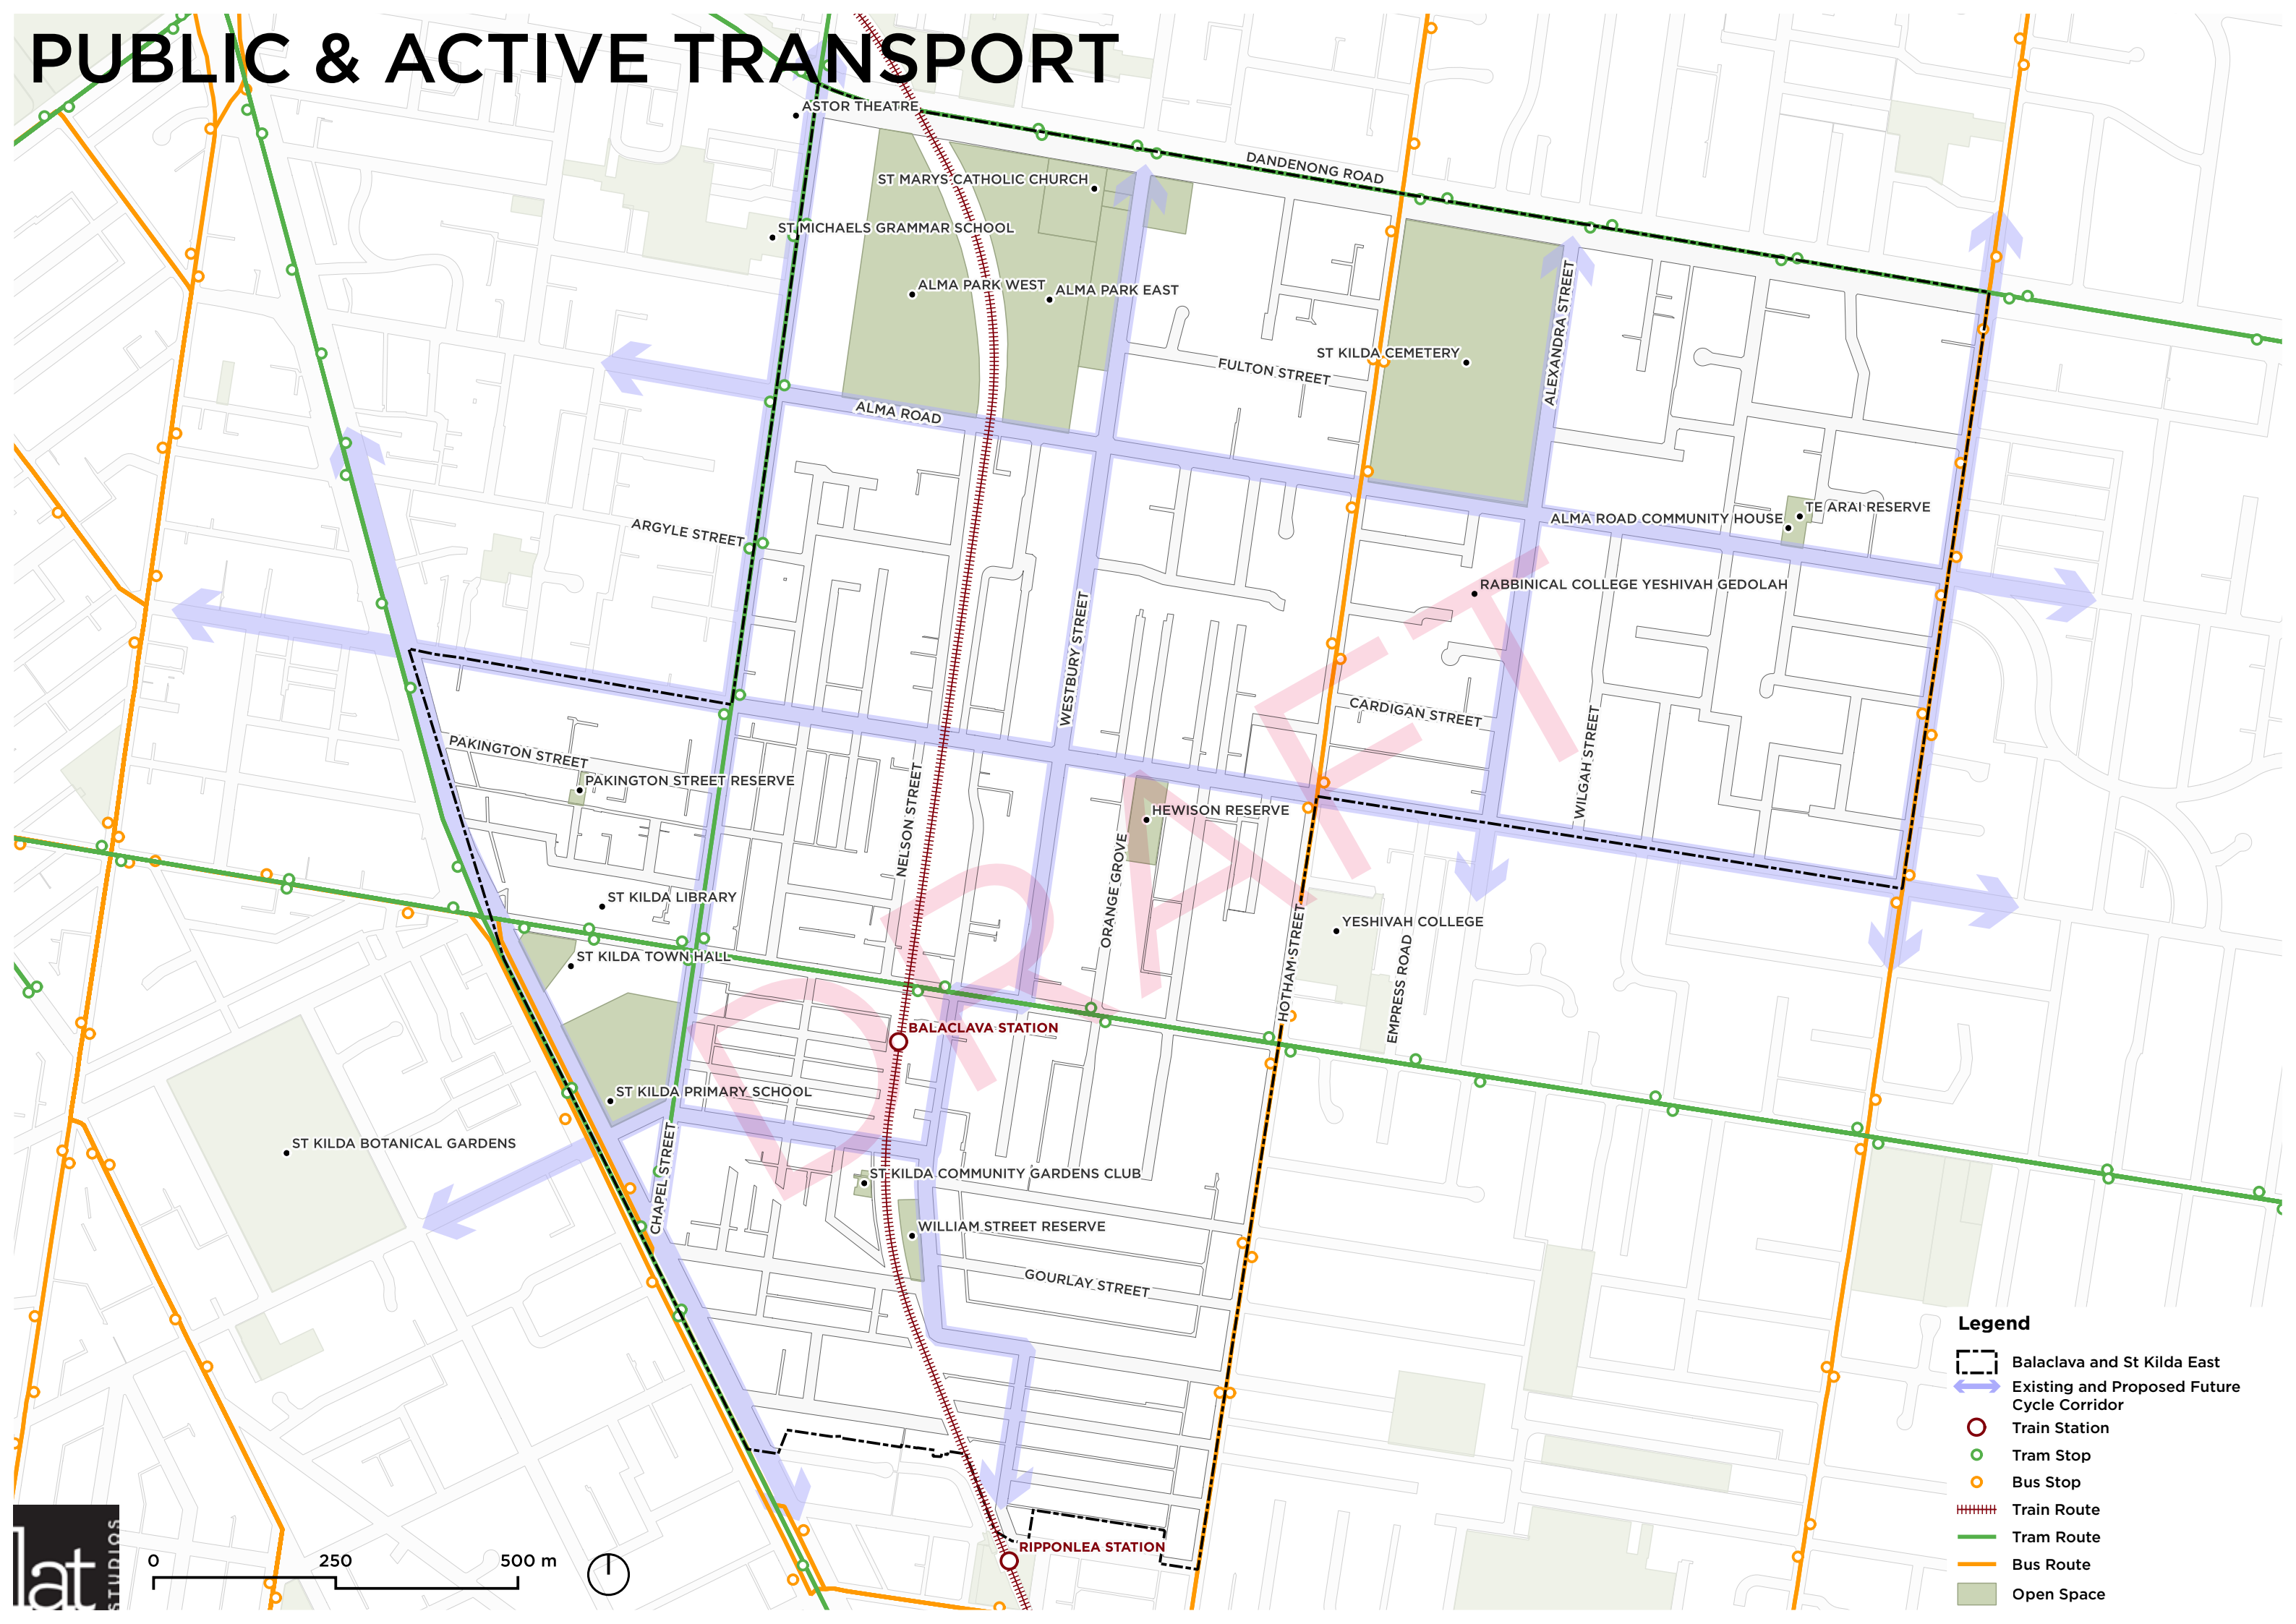 PUBLIC & ACTIVE TRANSPORT
ASTOR THEATRE
DANDENONG ROAD
ST MARYS CATHOLIC CHURCH
ST MICHAELS GRAMMAR SCHOOL
ALMA PARK WEST
ALMA PARK EAST
ALEXANDRA STREET
ST KILDA CEMETERY
FULTON STREET
ALMA ROAD
ARGYLE STREET
TE ARAI RESERVE
ALMA ROAD COMMUNITY HOUSE
RABBINICAL COLLEGE YESHIVAH GEDOLAH
WESTBURY STREET
CARDIGAN STREET
WILGAH STREET
PAKINGTON STREET
PAKINGTON STREET RESERVE
NELSON STREET
HEWISON RESERVE
ORANGE GROVE
DRAFT
ST KILDA LIBRARY
YESHIVAH COLLEGE
HOTHAM STREET
EMPRESS ROAD
ST KILDA TOWN HALL
BALACLAVA STATION
ST KILDA PRIMARY SCHOOL
ST KILDA BOTANICAL GARDENS
CHAPEL STREET
ST KILDA COMMUNITY GARDENS CLUB
WILLIAM STREET RESERVE
GOURLAY STREET
RIPPONLEA STATION
Legend
Balaclava and St Kilda East
Existing and Proposed Future
Cycle Corridor
Train Station
Tram Stop
Bus Stop
Train Route
Tram Route
Bus Route
Open Space
lat
STUDIOS
0 250 500 m